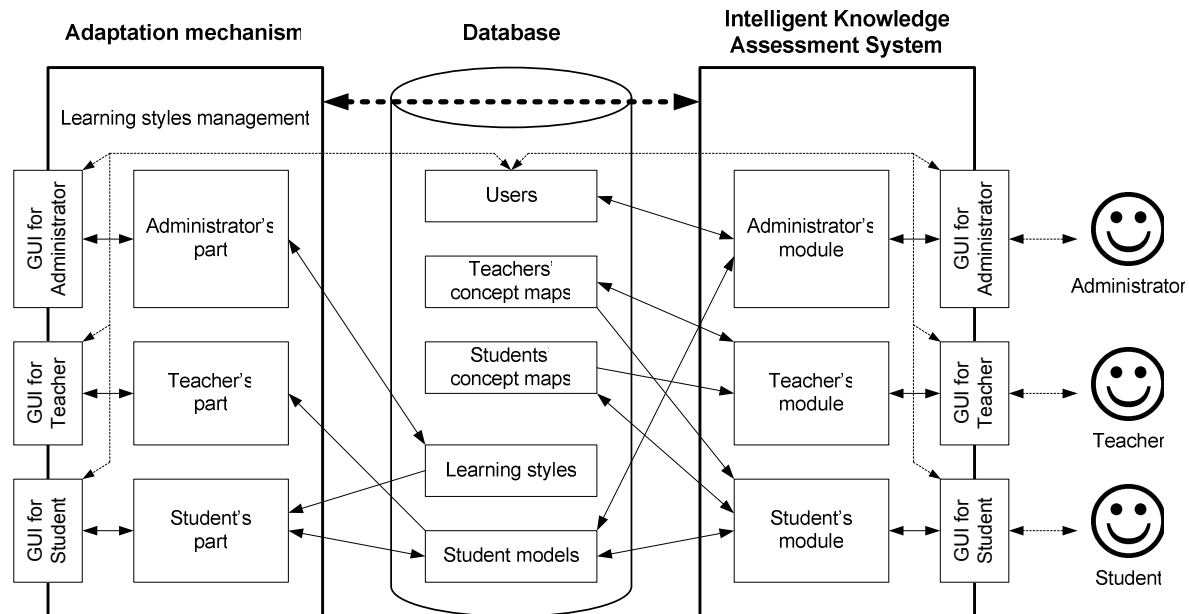 Adaptation mechanism
Database
Intelligent Knowledge
Assessment System
Learning styles management
GUI for
Administrator
Administrator's
part
GUI for
Teacher
Teacher's
part
GUI for
Student
Student's
part
Users
Teachers'
concept maps
Students'
concept maps
Learning styles
Student models
Administrator's
module
GUI for
Administrator
Teacher's
module
GUI for
Teacher
Student's
module
GUI for
Student
Administrator
Teacher
Student